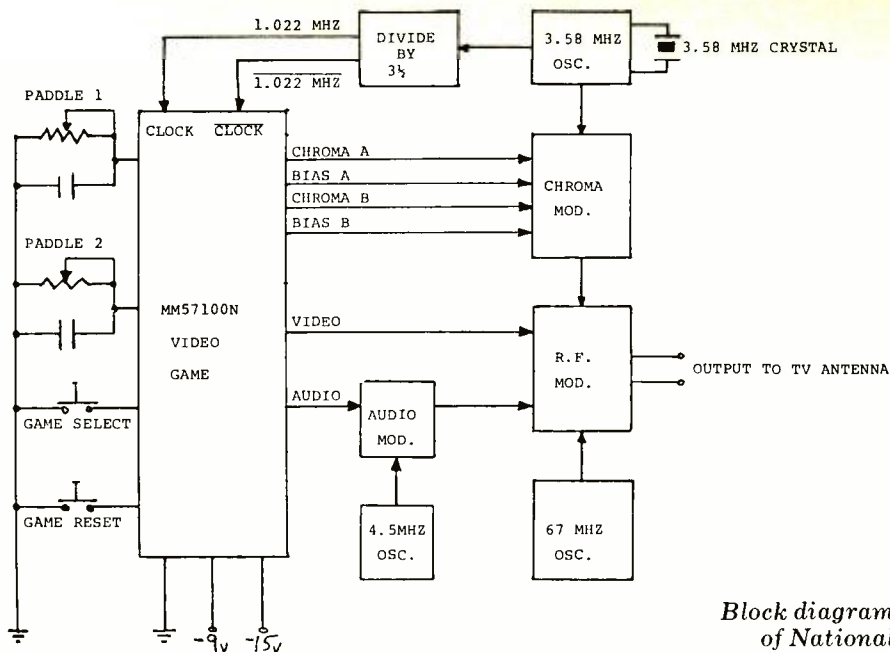 1.022 MHZ
1.022 MHZ
DIVIDE
BY
3½
3.58 MHZ
OSC.
3.58 MHZ CRYSTAL
PADDLE 1
CLOCK CLOCK
CHROMA A
BIAS A
CHROMA B
BIAS B
CHROMA
MOD.
PADDLE 2
MM57100N
VIDEO
GAME
VIDEO
R.F.
MOD.
OUTPUT TO TV ANTENNA
AUDIO
AUDIO
MOD.
GAME SELECT
GAME RESET
4.5MHZ
OSC.
67 MHZ
OSC.
-9v -15v
Block diagram
of National